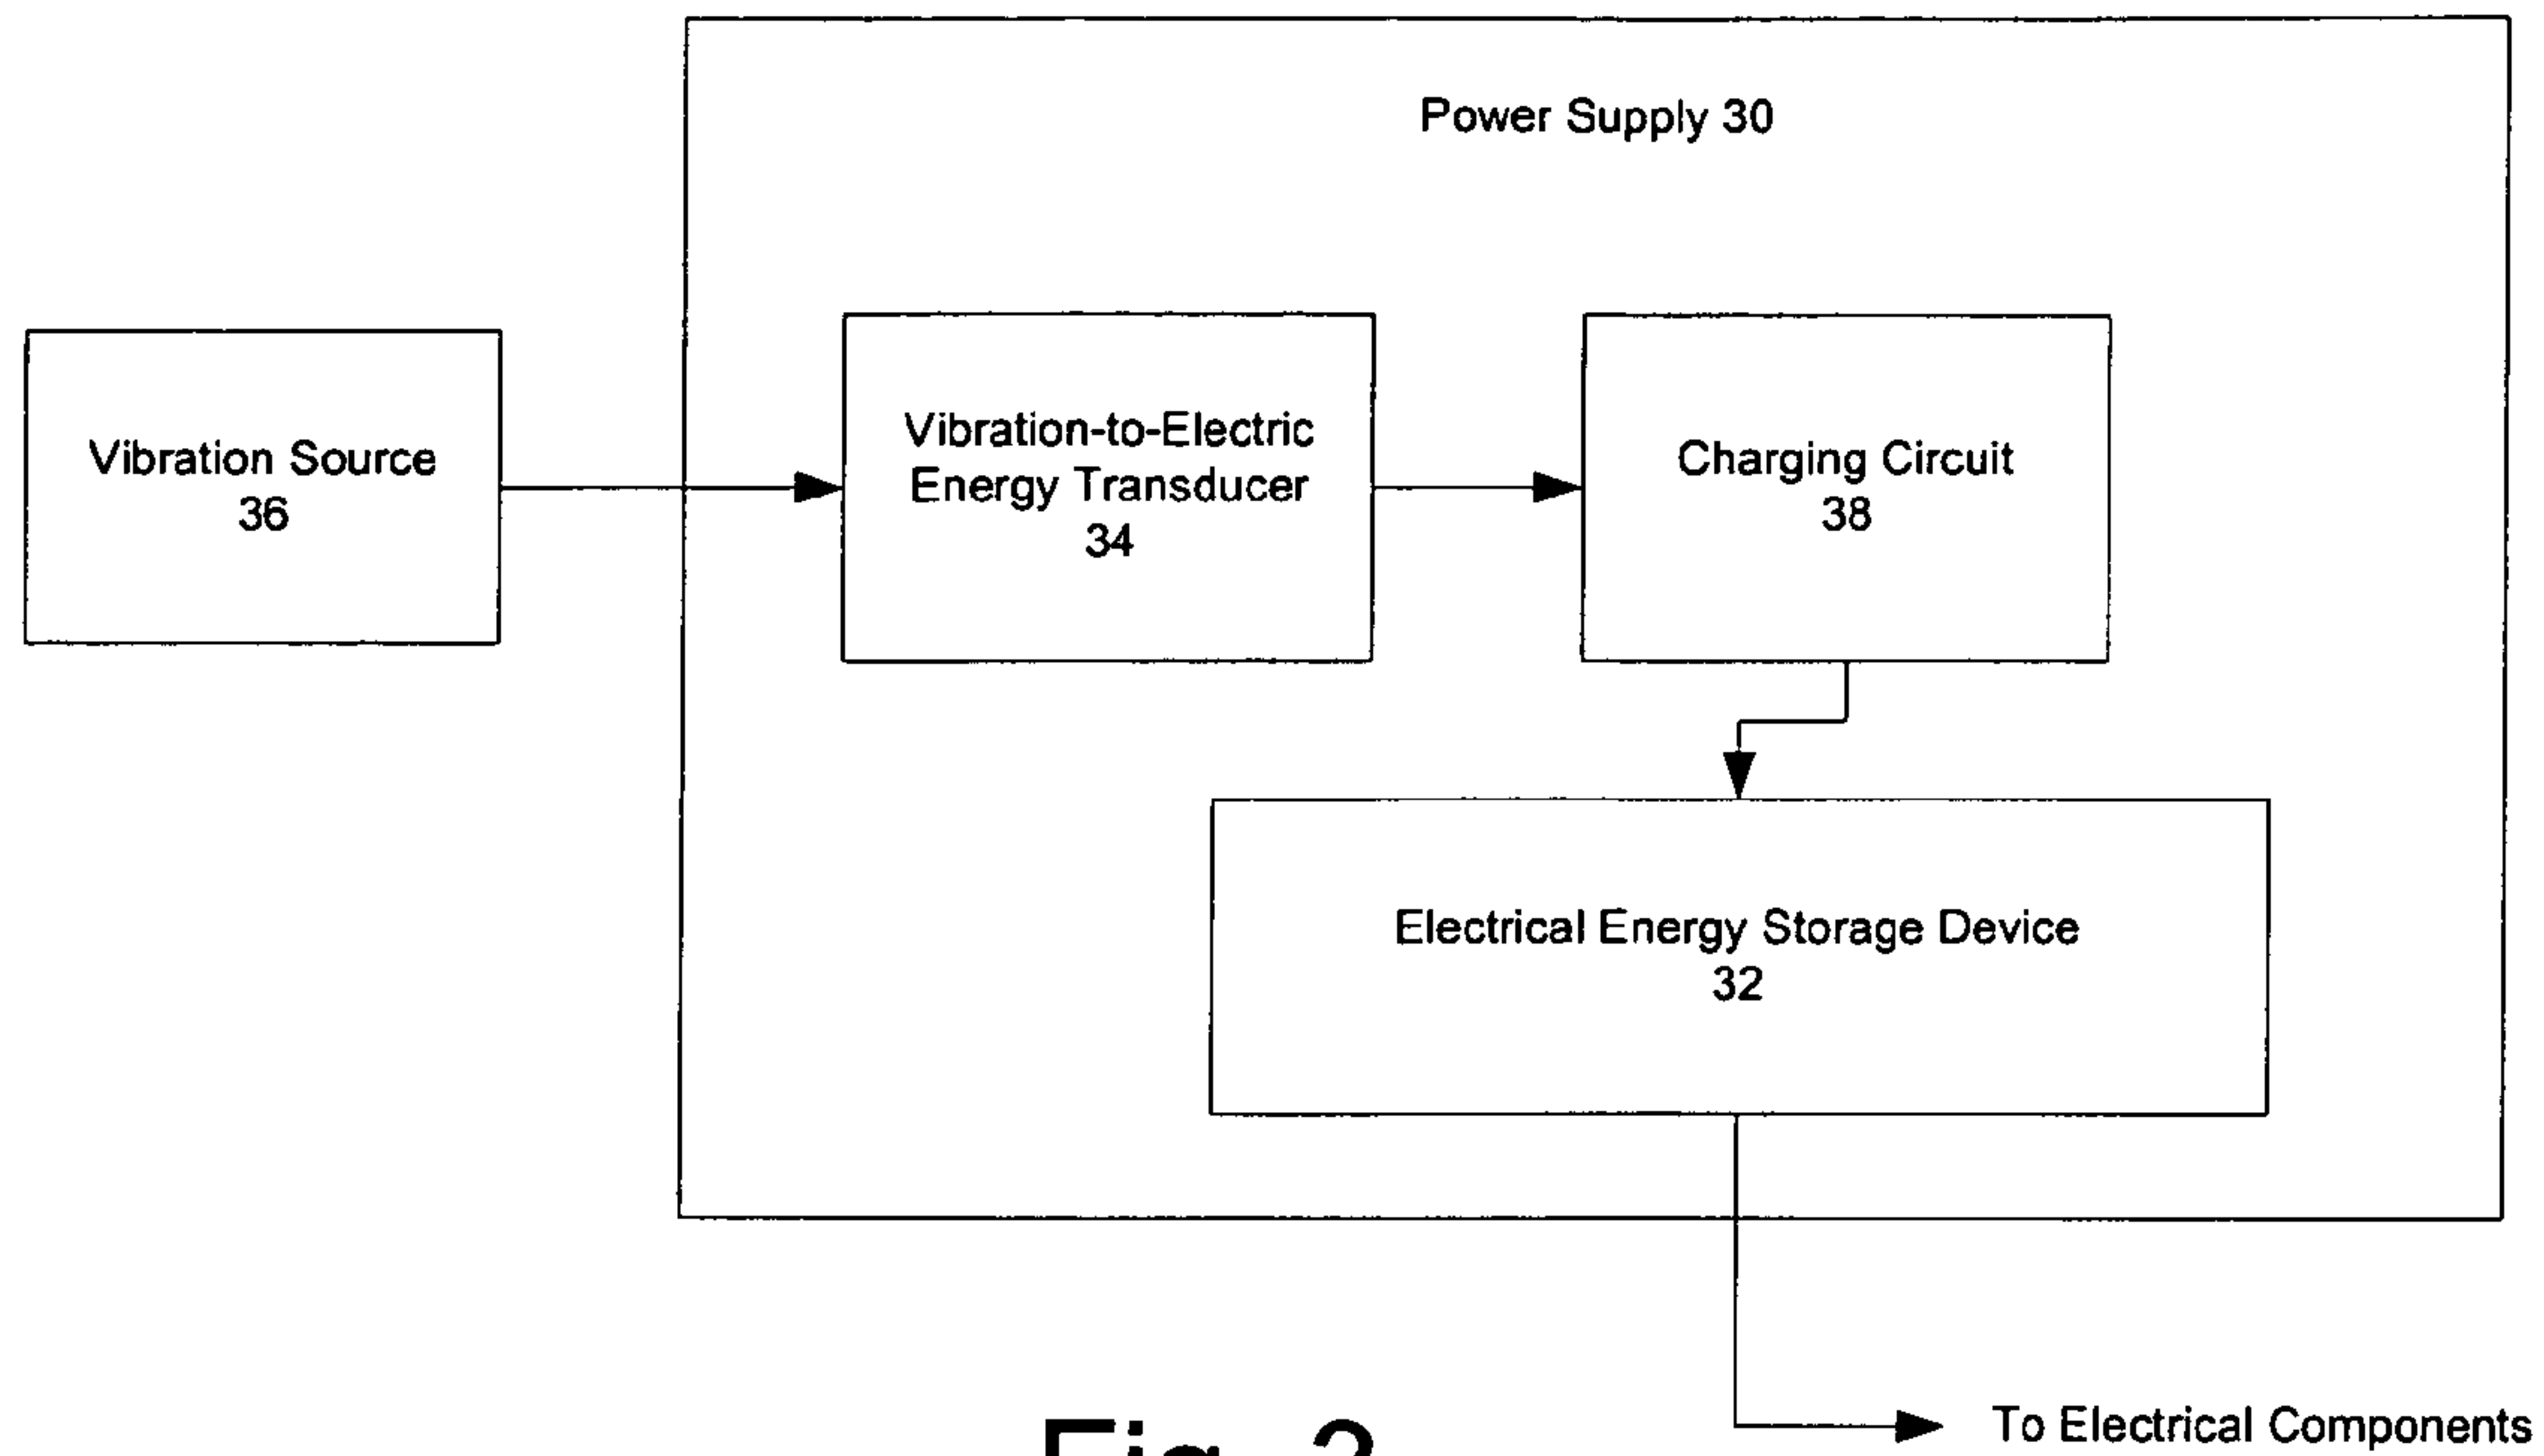 Power Supply 30
Vibration Source
36
Vibration-to-Electric
Energy Transducer
34
Charging Circuit
38
Electrical Energy Storage Device
32
To Electrical Components